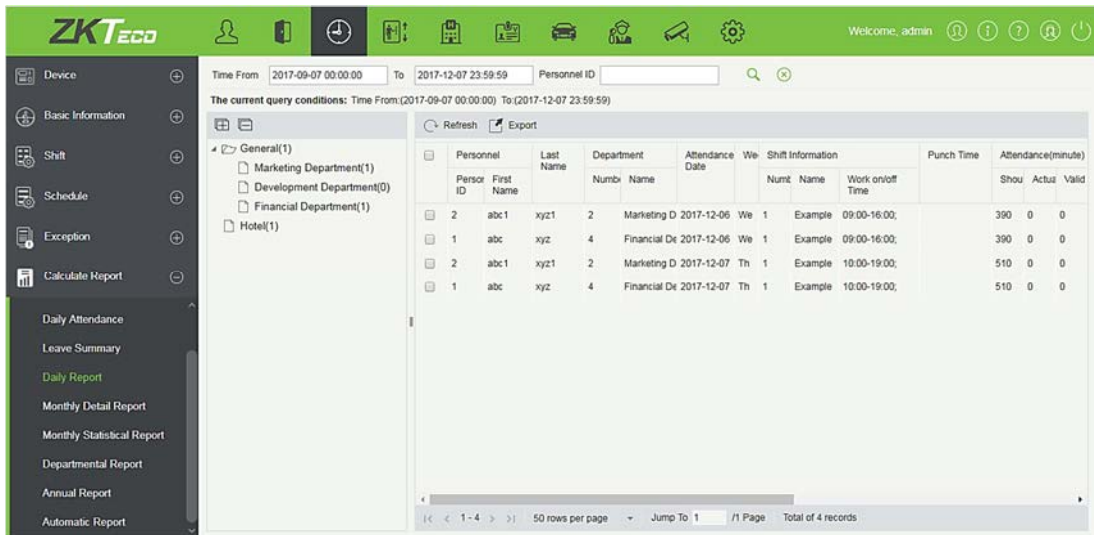 ZKTECO
Welcome, admin
Device
Basic Information
Shift
Schedule
Exception
Calculate Report
Daily Attendance
Leave Summary
Daily Report
Monthly Detail Report
Monthly Statistical Report
Departmental Report
Annual Report
Automatic Report
Time From 2017-09-07 00:00:00 To 2017-12-07 23:59:59 Personnel ID
The current query conditions: Time From:(2017-09-07 00:00:00) To:(2017-12-07 23:59:59)
General(1)
Marketing Department(1)
Development Department(0)
Financial Department(1)
Hotel(1)
Refresh Export
Personnel Last Name Department Attendance Date We Shift Information Punch Time Attendance(minute)
Person ID First Name Numb Name Numb Name Work on/off Time Shou Actua Valid
2 abc1 xyz1 2 Marketing D 2017-12-06 We 1 Example 09:00-16:00; 390 0 0
1 abc xyz 4 Financial De 2017-12-06 We 1 Example 09:00-16:00; 390 0 0
2 abc1 xyz1 2 Marketing D 2017-12-07 Th 1 Example 10:00-19:00; 510 0 0
1 abc xyz 4 Financial De 2017-12-07 Th 1 Example 10:00-19:00; 510 0 0
1 - 4 50 rows per page Jump To 1 /1 Page Total of 4 records